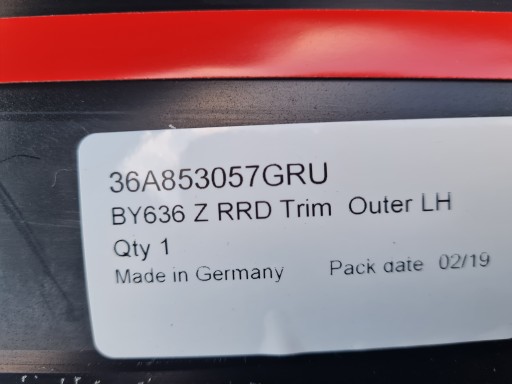 36A853057GRU
BY636 Z RRD Trim Outer LH
Qty 1
Made in Germany Pack date 02/19